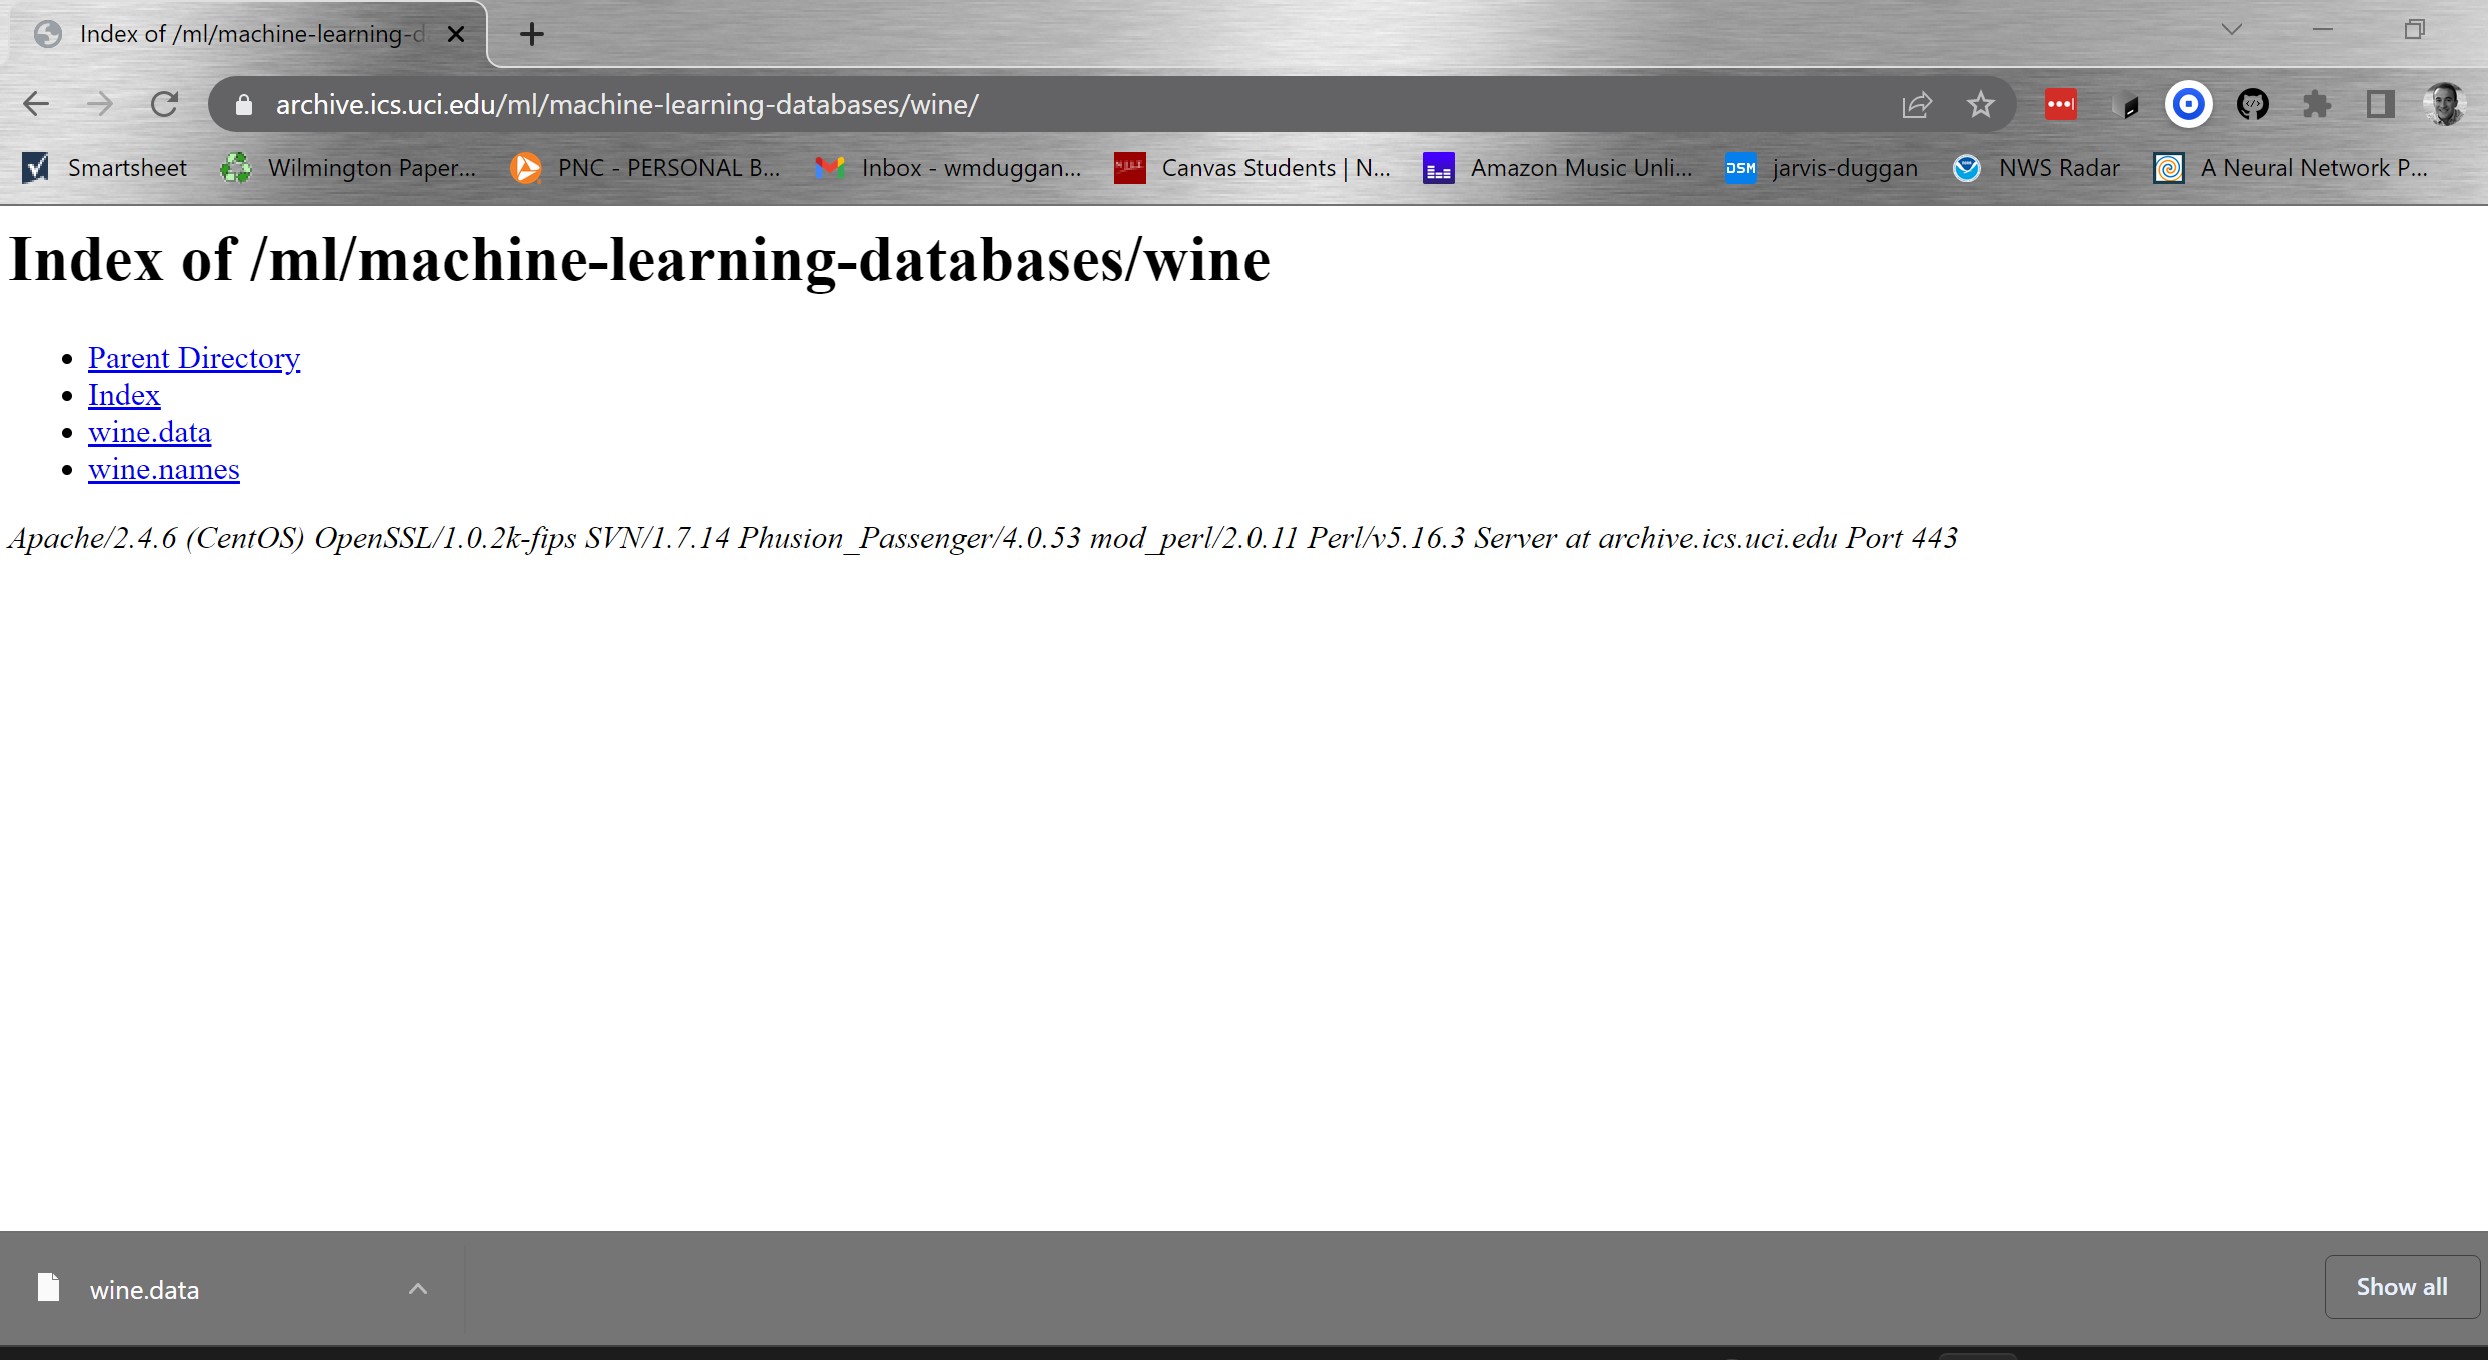 Index of /ml/machine-learning-d
archive.ics.uci.edu/ml/machine-learning-databases/wine/
Smartsheet Wilmington Paper... PNC - PERSONAL B... Inbox - wmduggan... Canvas Students | N... Amazon Music Unli... DSM jarvis-duggan NWS Radar A Neural Network P...
Index of /ml/machine-learning-databases/wine
Parent Directory
Index
wine.data
wine.names
Apache/2.4.6 (CentOS) OpenSSL/1.0.2k-fips SVN/1.7.14 Phusion_Passenger/4.0.53 mod_perl/2.0.11 Perl/v5.16.3 Server at archive.ics.uci.edu Port 443
wine.data
Show all